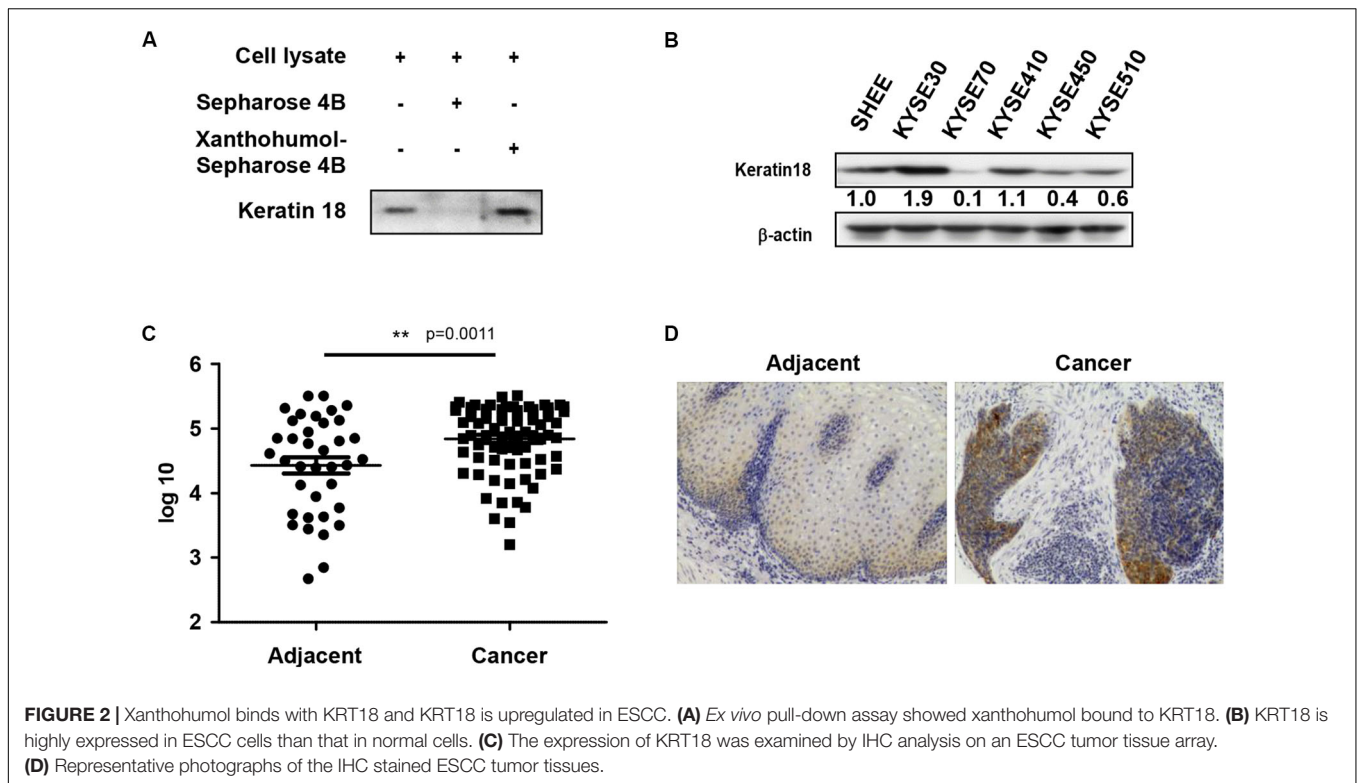 A
Cell lysate + + +
Sepharose 4B - + -
Xanthohumol-
Sepharose 4B - - +
Keratin 18
B
SHEE KYSE30 KYSE70 KYSE410 KYSE450 KYSE510
Keratin18
1.0 1.9 0.1 1.1 0.4 0.6
β-actin
C
** p=0.0011
log 10
6
5
4
3
2
Adjacent Cancer
D
Adjacent Cancer
FIGURE 2 | Xanthohumol binds with KRT18 and KRT18 is upregulated in ESCC. (A) Ex vivo pull-down assay showed xanthohumol bound to KRT18. (B) KRT18 is
highly expressed in ESCC cells than that in normal cells. (C) The expression of KRT18 was examined by IHC analysis on an ESCC tumor tissue array.
(D) Representative photographs of the IHC stained ESCC tumor tissues.